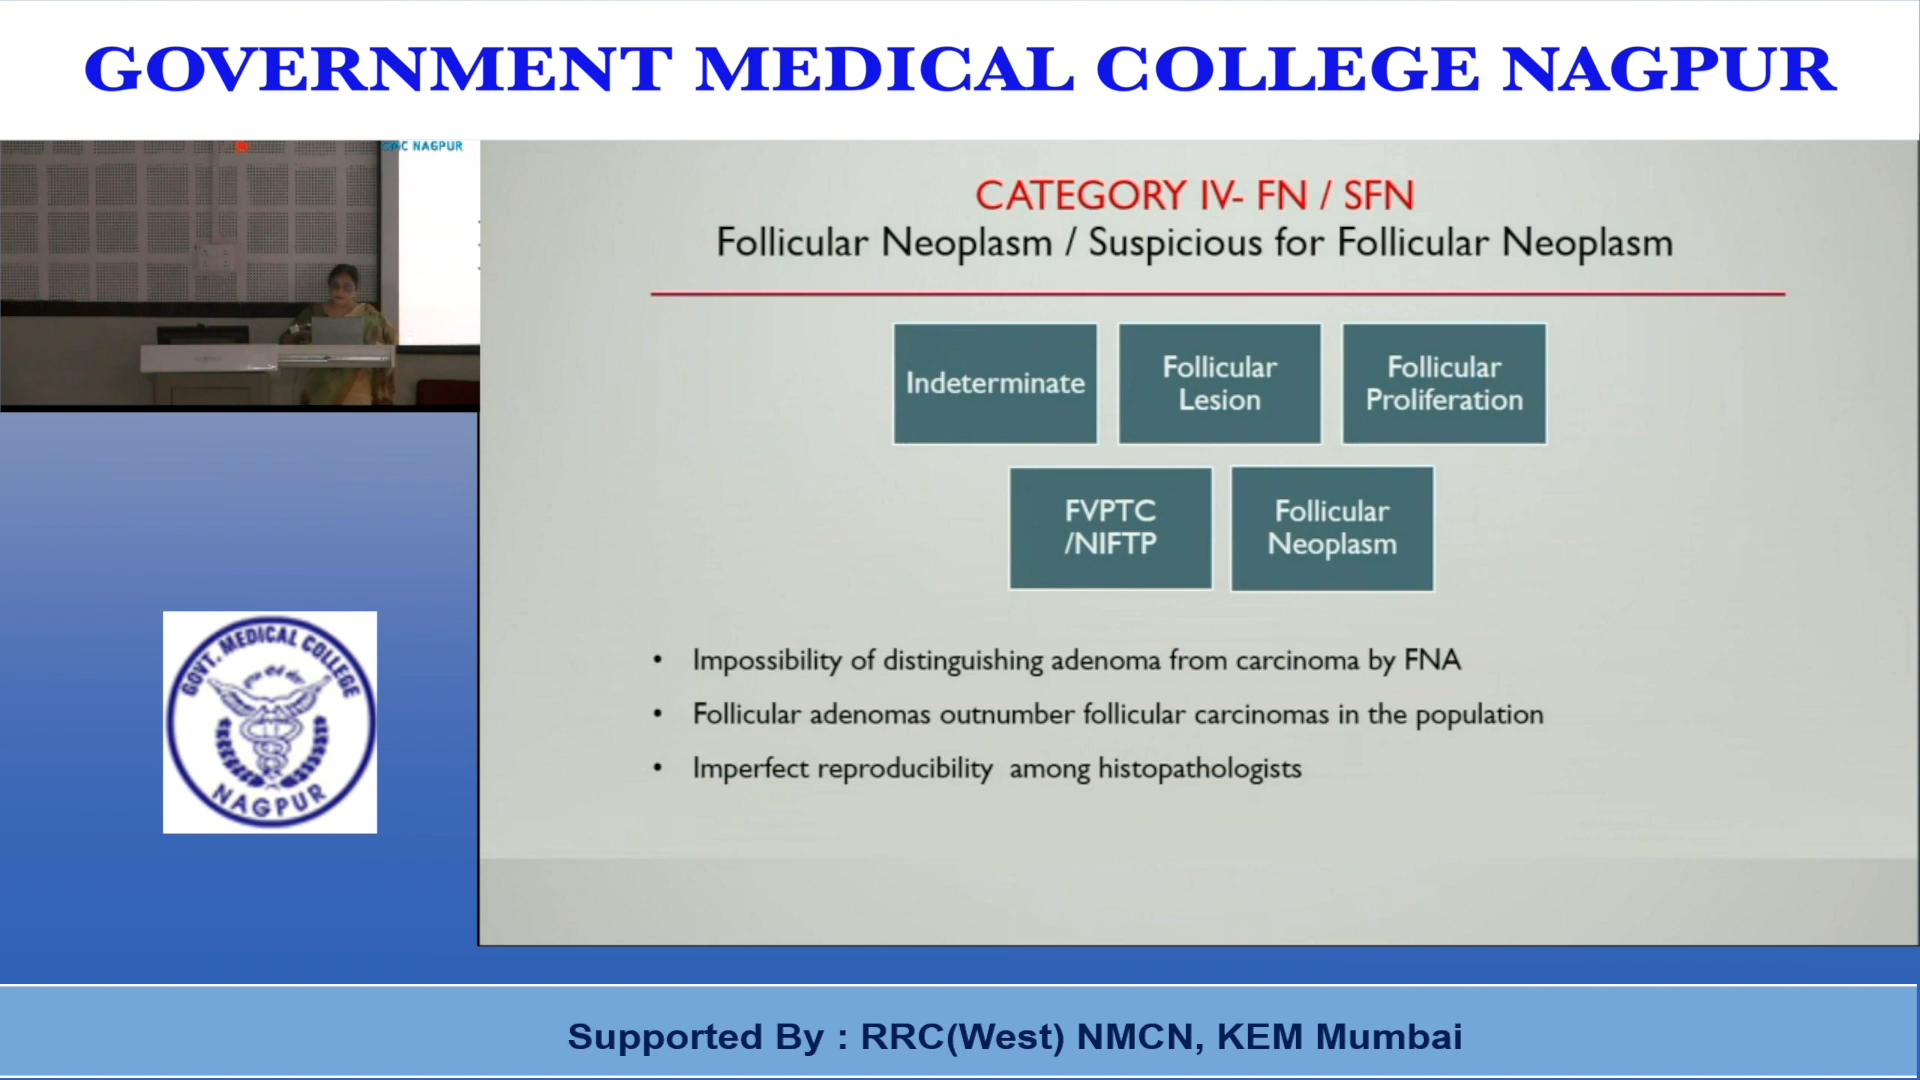 GOVERNMENT MEDICAL COLLEGE NAGPUR
GMC NAGPUR
CATEGORY IV- FN / SFN
Follicular Neoplasm / Suspicious for Follicular Neoplasm
Indeterminate
Follicular
Lesion
Follicular
Proliferation
FVPTC
/NIFTP
Follicular
Neoplasm
• Impossibility of distinguishing adenoma from carcinoma by FNA
• Follicular adenomas outnumber follicular carcinomas in the population
• Imperfect reproducibility among histopathologists
GOVT. MEDICAL COLLEGE
NAGPUR
Supported By : RRC(West) NMCN, KEM Mumbai